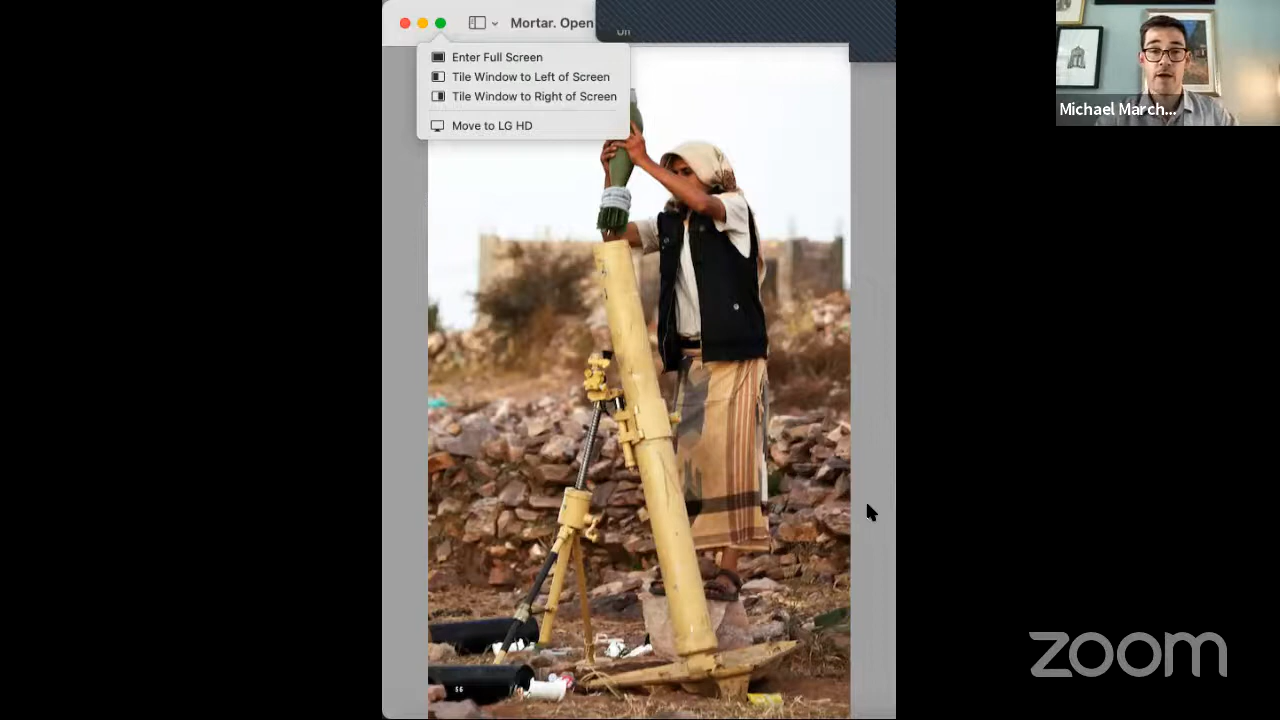 Mortar. Open
Enter Full Screen
Tile Window to Left of Screen
Tile Window to Right of Screen
Move to LG HD
Michael March...
56
zoom